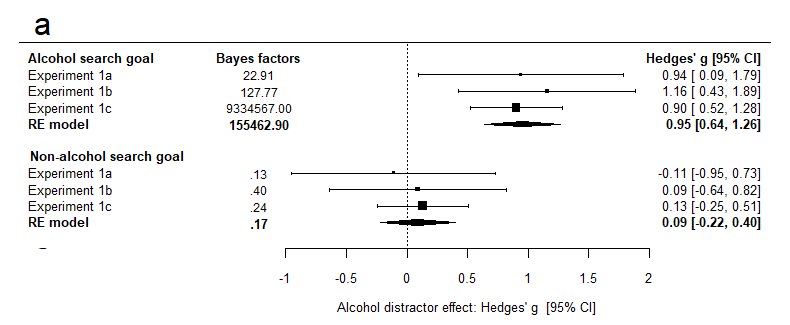 a
Alcohol search goal Bayes factors Hedges' g [95% CI]
Experiment 1a 22.91 0.94 [ 0.09, 1.79]
Experiment 1b 127.77 1.16 [ 0.43, 1.89]
Experiment 1c 9334567.00 0.90 [ 0.52, 1.28]
RE model 155462.90 0.95 [0.64, 1.26]
Non-alcohol search goal
Experiment 1a .13 -0.11 [-0.95, 0.73]
Experiment 1b .40 0.09 [-0.64, 0.82]
Experiment 1c .24 0.13 [-0.25, 0.51]
RE model .17 0.09 [-0.22, 0.40]
-1 -0.5 0 0.5 1 1.5 2
Alcohol distractor effect: Hedges' g [95% CI]